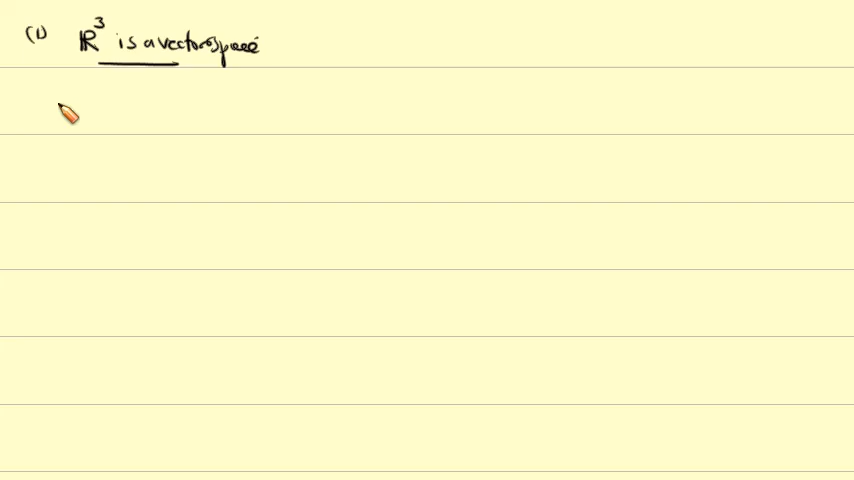 (1) ℝ³ is a vector space